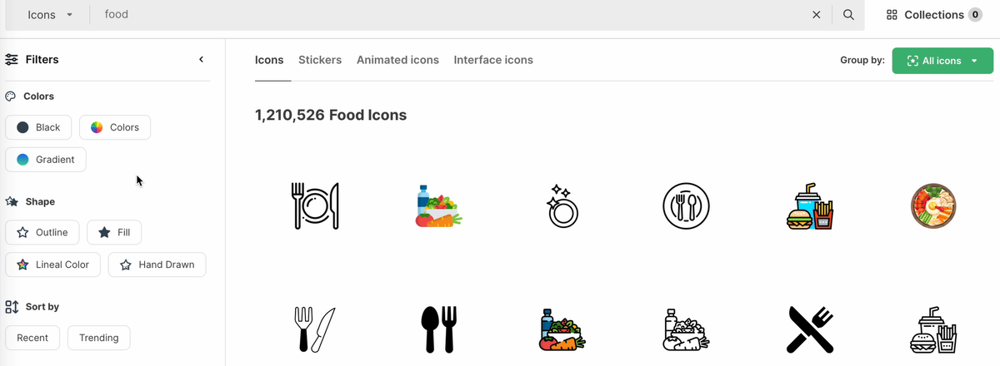 Icons food Collections 0
Filters Icons Stickers Animated icons Interface icons Group by: All icons
Colors
1,210,526 Food Icons
Black Colors
Gradient
Shape
Outline Fill
Lineal Color Hand Drawn
Sort by
Recent Trending